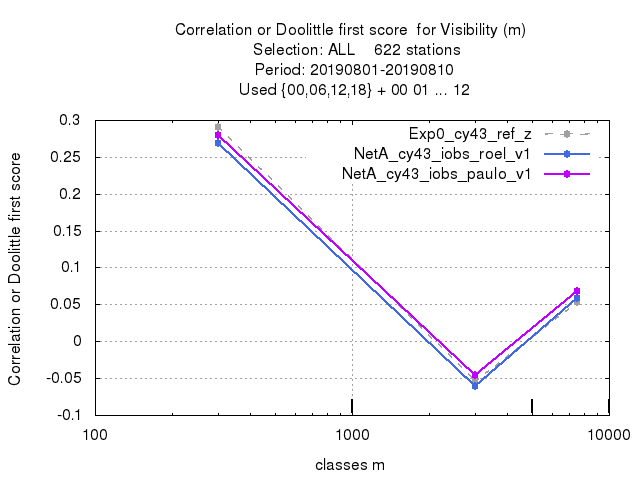 Correlation or Doolittle first score  for Visibility (m)
Selection: ALL    622 stations
Period: 20190801-20190810
Used {00,06,12,18} + 00 01 ... 12
Exp0_cy43_ref_z
NetA_cy43_iobs_roel_v1
NetA_cy43_iobs_paulo_v1
Correlation or Doolittle first score
0.3
0.25
0.2
0.15
0.1
0.05
0
-0.05
-0.1
100
1000
10000
classes m